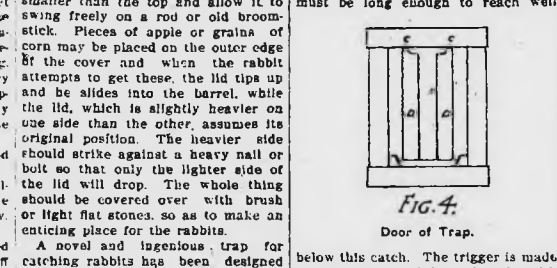 smaller than the top and allow it to
swing freely on a rod or old broom-
stick. Pieces of apple or grains of
corn may be placed on the outer edge
of the cover and when the rabbit
attempts to get these, the lid tips up
and he slides into the barrel, while
the lid, which is slightly heavier on
one side than the other, assumes its
original position. The heavier side
should strike against a heavy nail or
bolt so that only the lighter side of
the lid will drop. The whole thing
should be covered over with brush
or light flat stones, so as to make an
enticing place for the rabbits.
A novel and ingenious trap for
catching rabbits has been designed
must be long enough to reach well
C C
D D
FIG. 4.
Door of Trap.
below this catch. The trigger is made